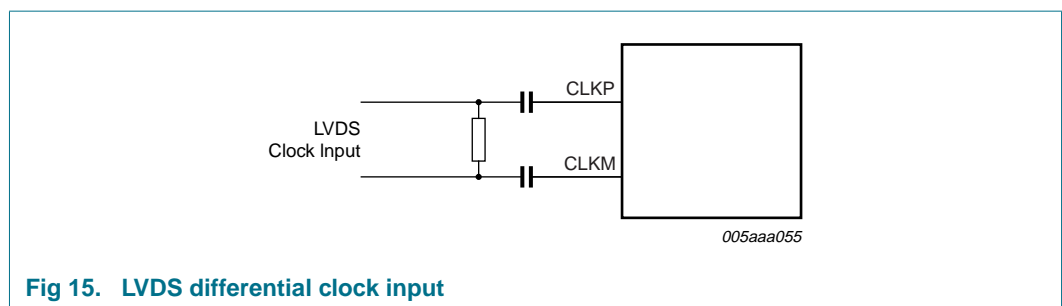 CLKP
LVDS
Clock Input
CLKM
005aaa055
Fig 15. LVDS differential clock input